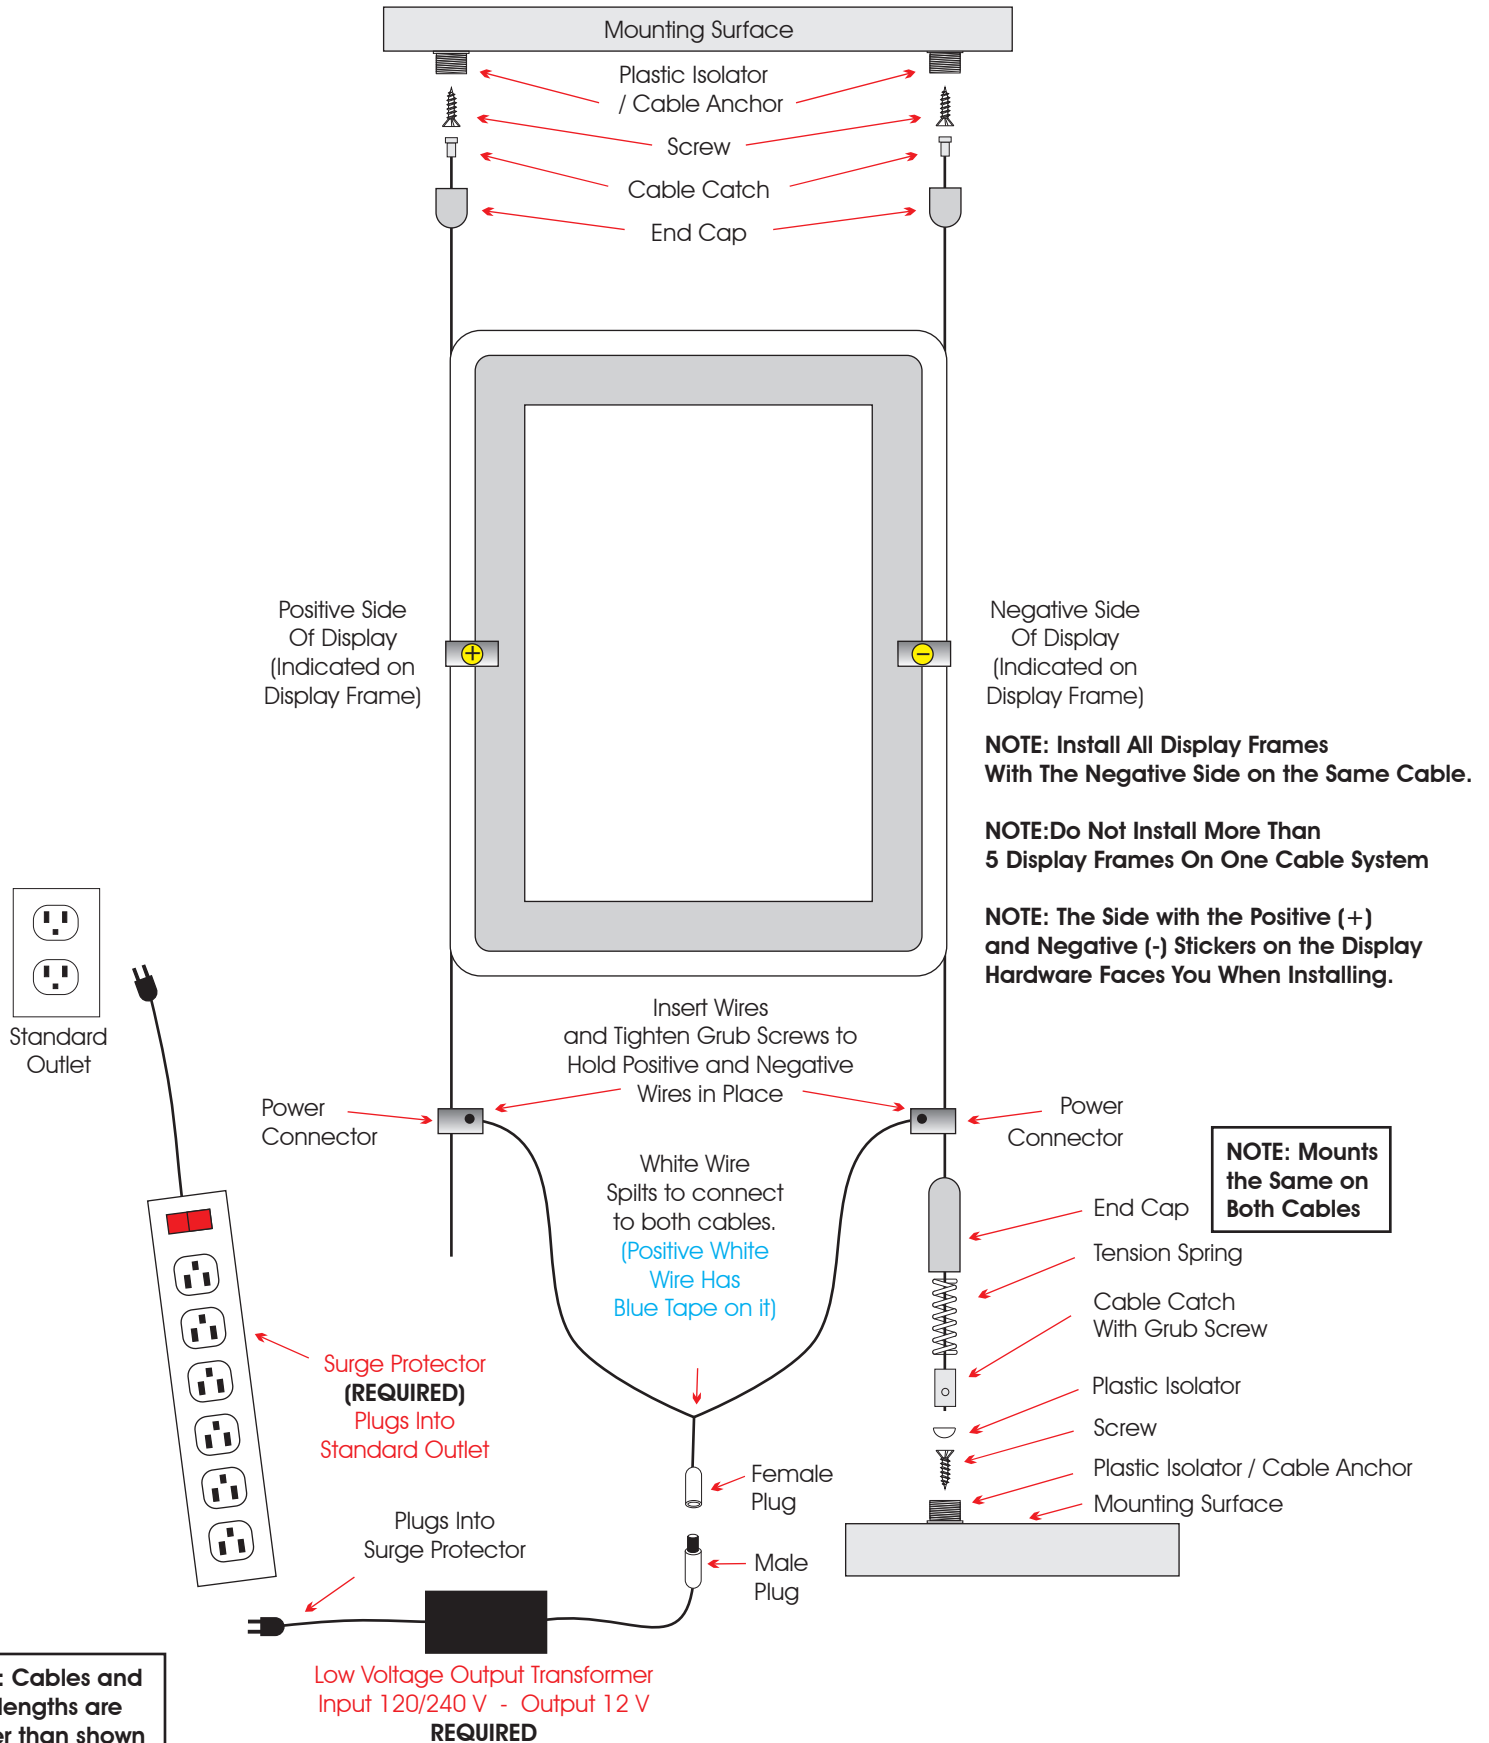 Mounting Surface
Plastic Isolator
/ Cable Anchor
Screw
Cable Catch
End Cap
Positive Side
Of Display
(Indicated on
Display Frame)
+
−
Negative Side
Of Display
(Indicated on
Display Frame)
NOTE: Install All Display Frames
With The Negative Side on the Same Cable.
NOTE:Do Not Install More Than
5 Display Frames On One Cable System
NOTE: The Side with the Positive (+)
and Negative (-) Stickers on the Display
Hardware Faces You When Installing.
Standard
Outlet
Insert Wires
and Tighten Grub Screws to
Hold Positive and Negative
Wires in Place
Power
Connector
Power
Connector
NOTE: Mounts
the Same on
Both Cables
White Wire
Spilts to connect
to both cables.
(Positive White
Wire Has
Blue Tape on it)
End Cap
Tension Spring
Cable Catch
With Grub Screw
Plastic Isolator
Screw
Plastic Isolator / Cable Anchor
Mounting Surface
Surge Protector
(REQUIRED)
Plugs Into
Standard Outlet
Female
Plug
Male
Plug
Plugs Into
Surge Protector
Low Voltage Output Transformer
Input 120/240 V - Output 12 V
REQUIRED
: Cables and
lengths are
than shown